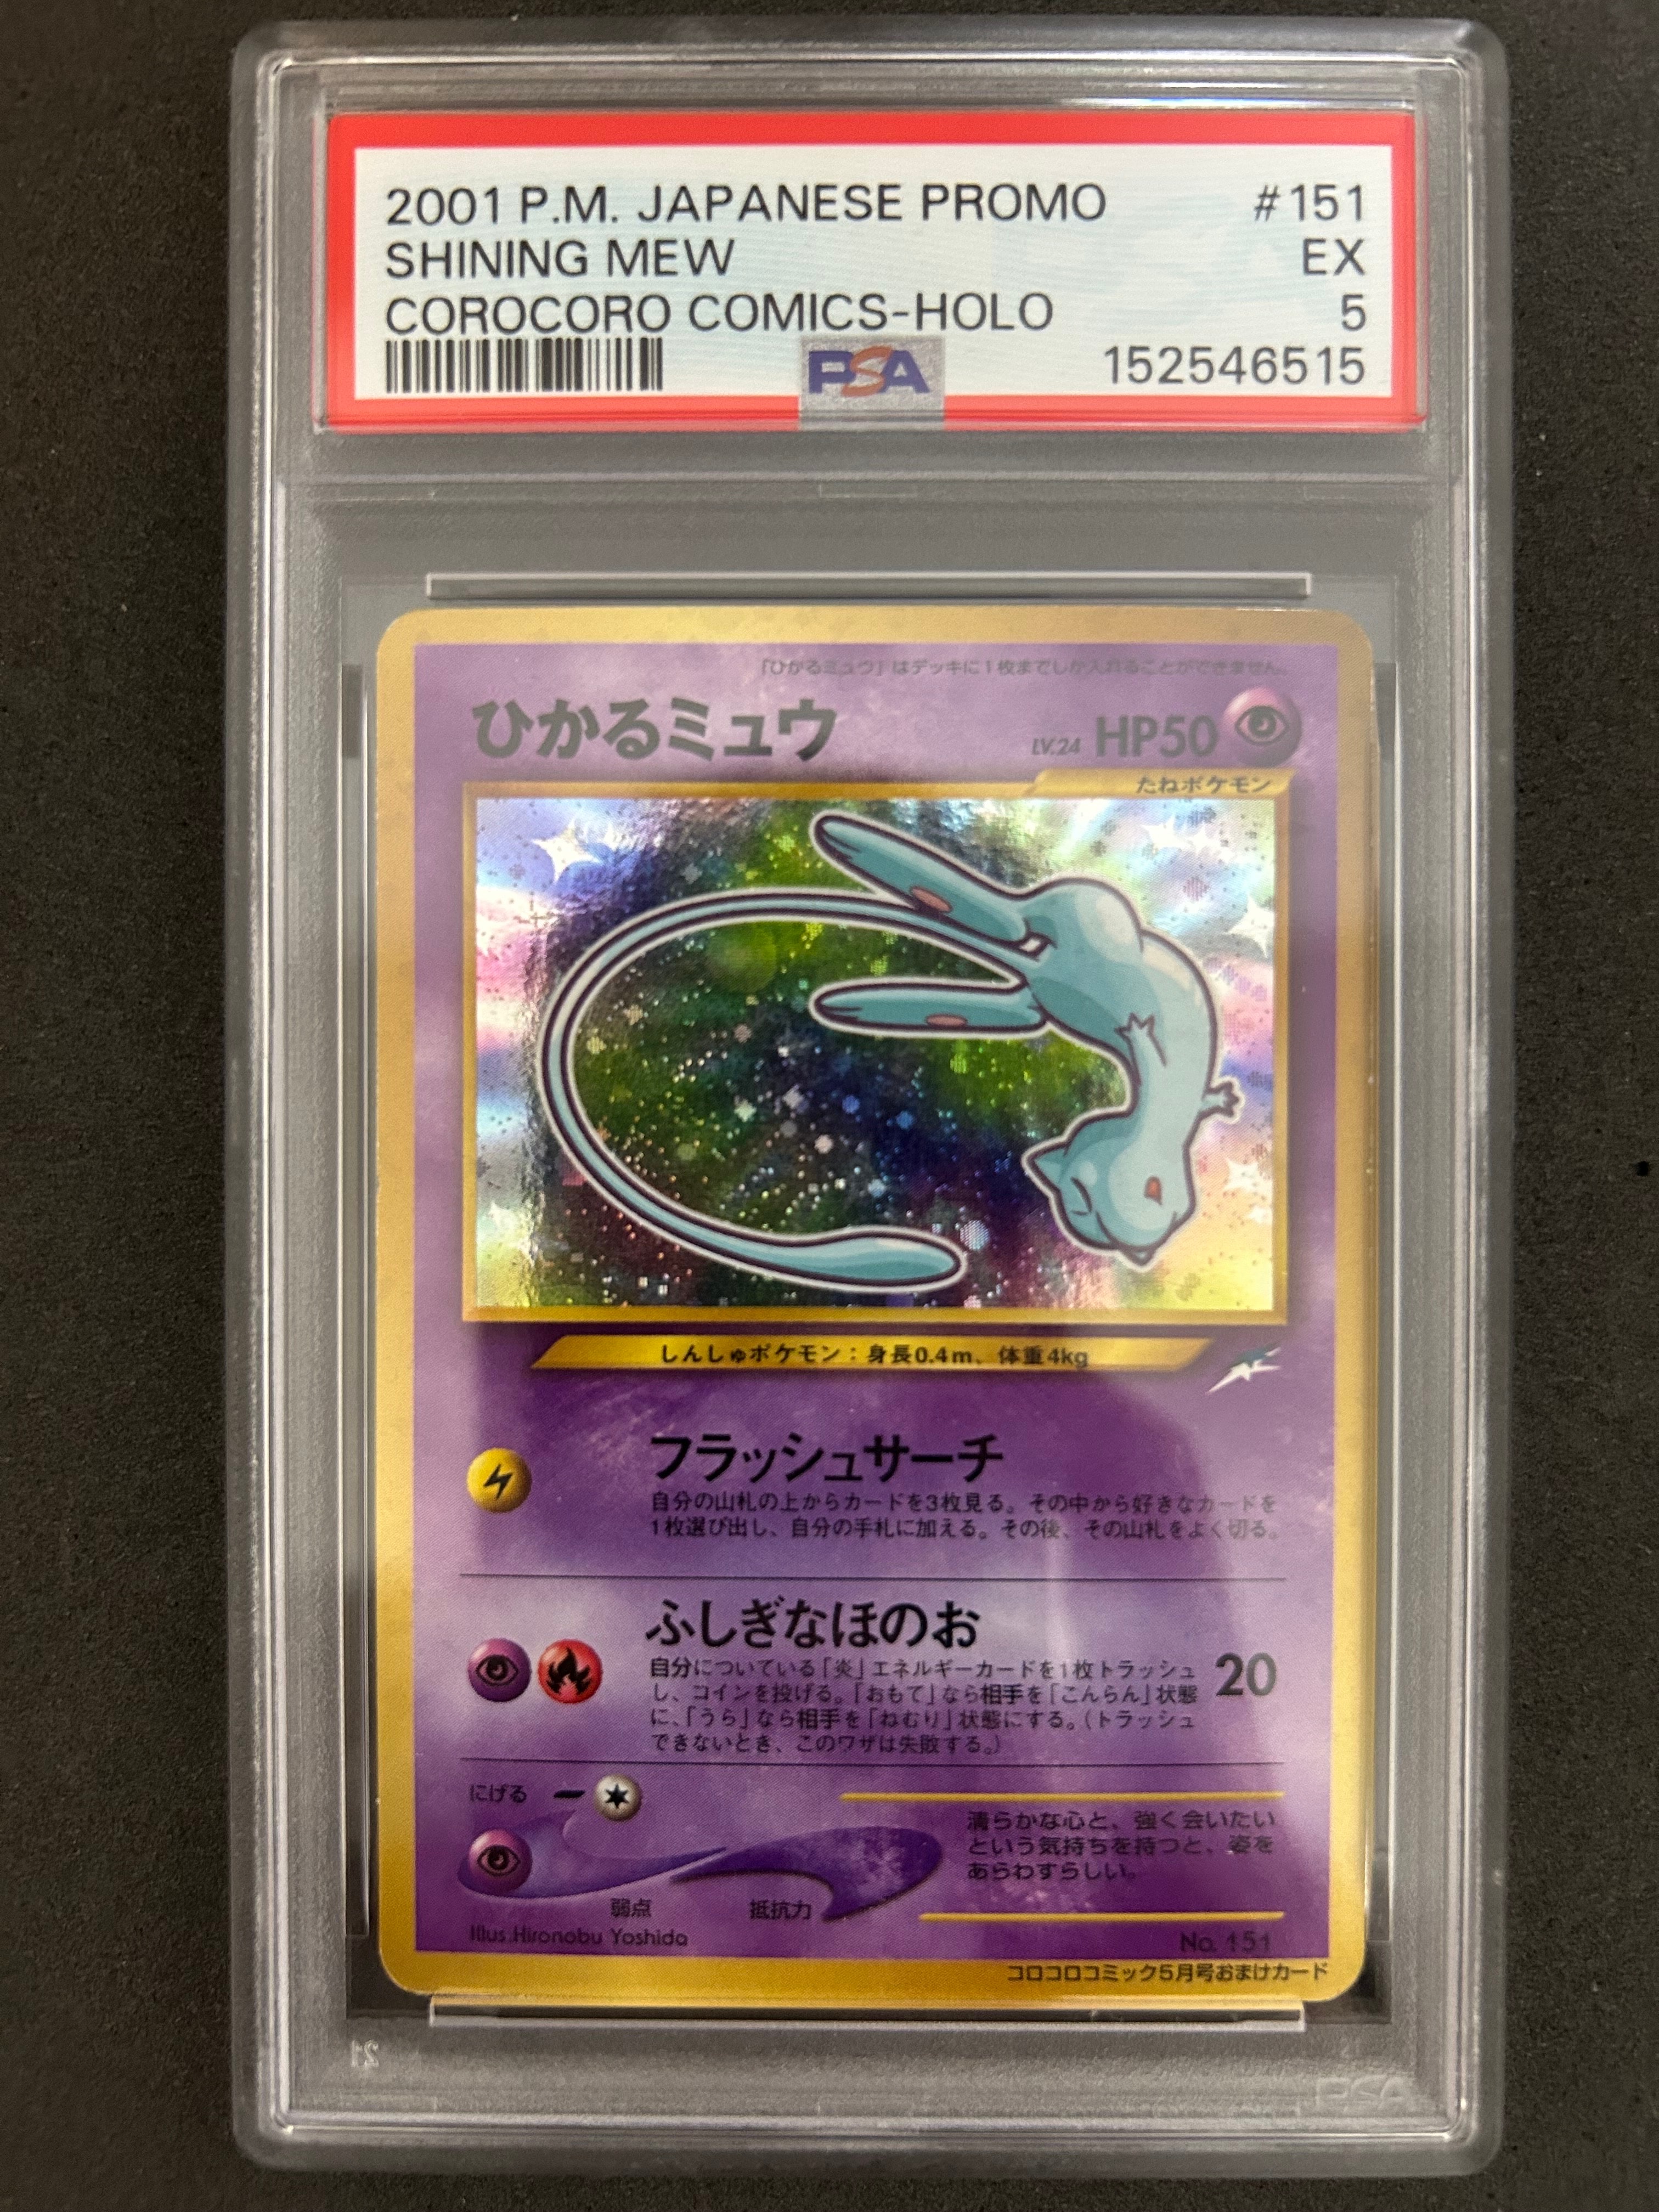 2001 P.M. JAPANESE PROMO #151
SHINING MEW EX
COROCORO COMICS-HOLO 5
PSA 152546515
「ひかるミュウ」はデッキに1枚までしか入れることができません。
ひかるミュウ LV.24 HP50
たねポケモン
しんしゅポケモン：身長0.4m、体重4kg
フラッシュサーチ
自分の山札の上からカードを3枚見る。その中から好きなカードを
1枚選び出し、自分の手札に加える。その後、その山札をよく切る。
ふしぎなほのお 20
自分についている「炎」エネルギーカードを1枚トラッシュ
し、コインを投げる。「おもて」なら相手を「こんらん」状態
に、「うら」なら相手を「ねむり」状態にする。（トラッシュ
できないとき、このワザは失敗する。）
にげる
弱点 抵抗力
清らかな心と、強く会いたい
という気持ちを持つと、姿を
あらわすらしい。
Illus.Hironobu Yoshida No. 151
コロコロコミック5月号おまけカード
21
PSA